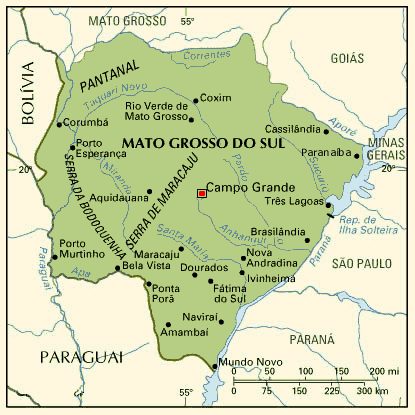 MATO GROSSO
55°
GOIÁS
BOLÍVIA
PANTANAL
Correntes
Taquari Novo
Coxim
Rio Verde de
Mato Grosso
Corumbá
Cassilândia
Aporé
MINAS
GERAIS
Porto
Esperança
MATO GROSSO DO SUL
Paranaíba
20°
20°
SERRA DA BODOQUENHA
Miranda
SERRA DE MARACAJU
Pardo
Sucuriú
Aquidauana
Campo Grande
Três Lagoas
Rep. de
Ilha Solteira
Anhanduí
Brasilândia
Paraná
Santa Maria
Porto
Murtinho
Maracaju
Nova
Andradina
SÃO PAULO
Paraguai
Apa
Bela Vista
Dourados
Ivinheima
Ponta
Porã
Fátima
do Sul
Naviraí
Amambaí
PARANÁ
PARAGUAI
Mundo Novo
0 50 100 150 200 mi
0 75 150 225 300 km
55°